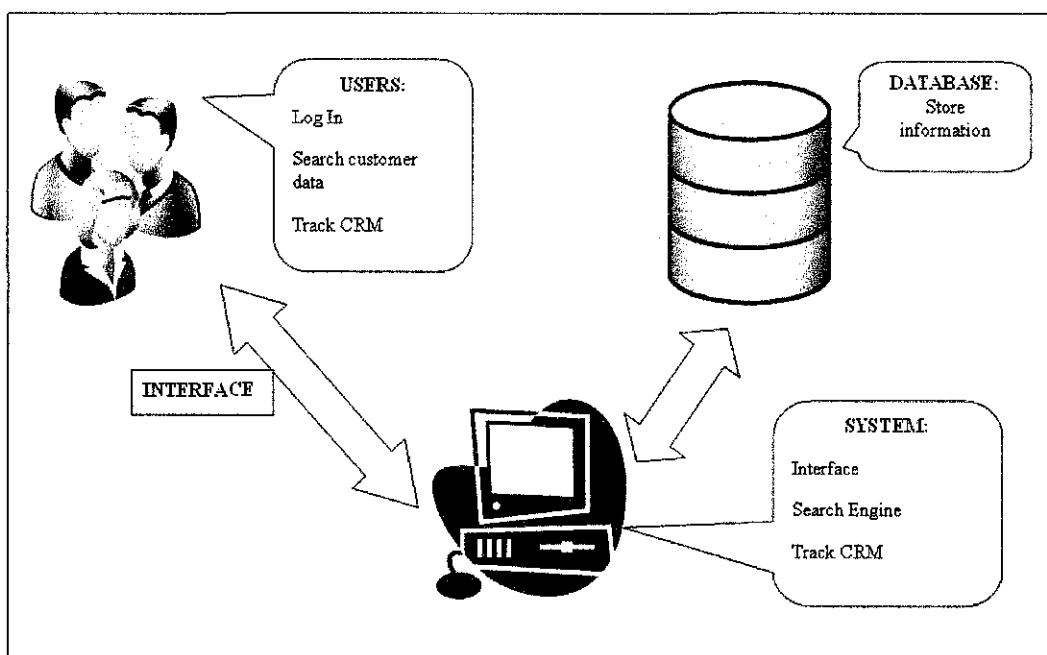 USERS:
Log In
Search customer
data
Track CRM
DATABASE:
Store
information
INTERFACE
SYSTEM:
Interface
Search Engine
Track CRM